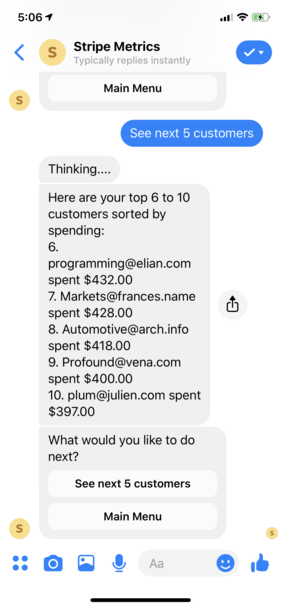 5:06
S
Stripe Metrics
Typically replies instantly
Main Menu
S
See next 5 customers
Thinking....
Here are your top 6 to 10
customers sorted by
spending:
6.
programming@elian.com
spent $432.00
7. Markets@frances.name
spent $428.00
8. Automotive@arch.info
spent $418.00
9. Profound@vena.com
spent $400.00
10. plum@julien.com spent
$397.00
What would you like to do
next?
See next 5 customers
Main Menu
S
S
Aa